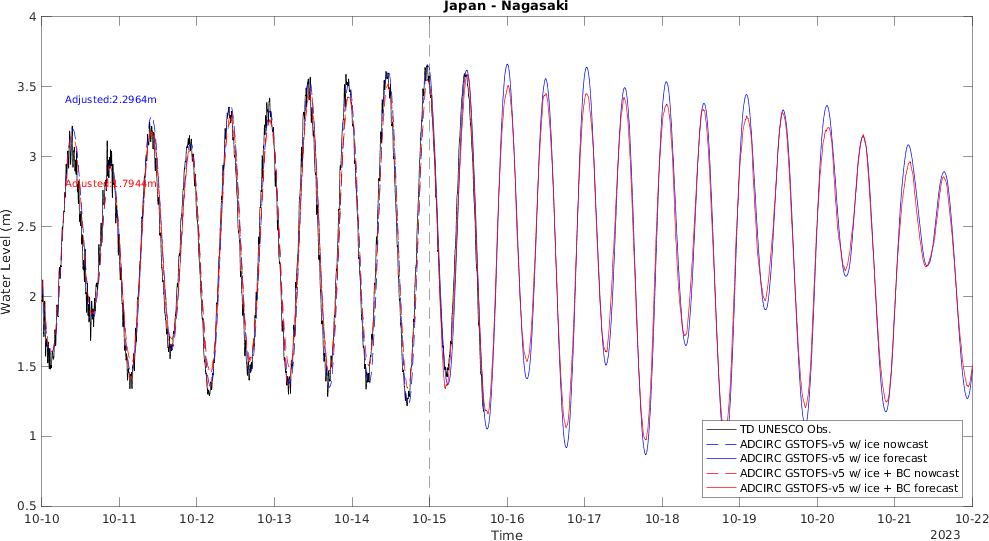 Japan - Nagasaki
4
3.5
3
2.5
2
1.5
1
0.5
Water Level (m)
Adjusted:2.2964m
Adjusted:1.7944m
TD UNESCO Obs.
ADCIRC GSTOFS-v5 w/ ice nowcast
ADCIRC GSTOFS-v5 w/ ice forecast
ADCIRC GSTOFS-v5 w/ ice + BC nowcast
ADCIRC GSTOFS-v5 w/ ice + BC forecast
10-10 10-11 10-12 10-13 10-14 10-15 10-16 10-17 10-18 10-19 10-20 10-21 10-22
Time
2023